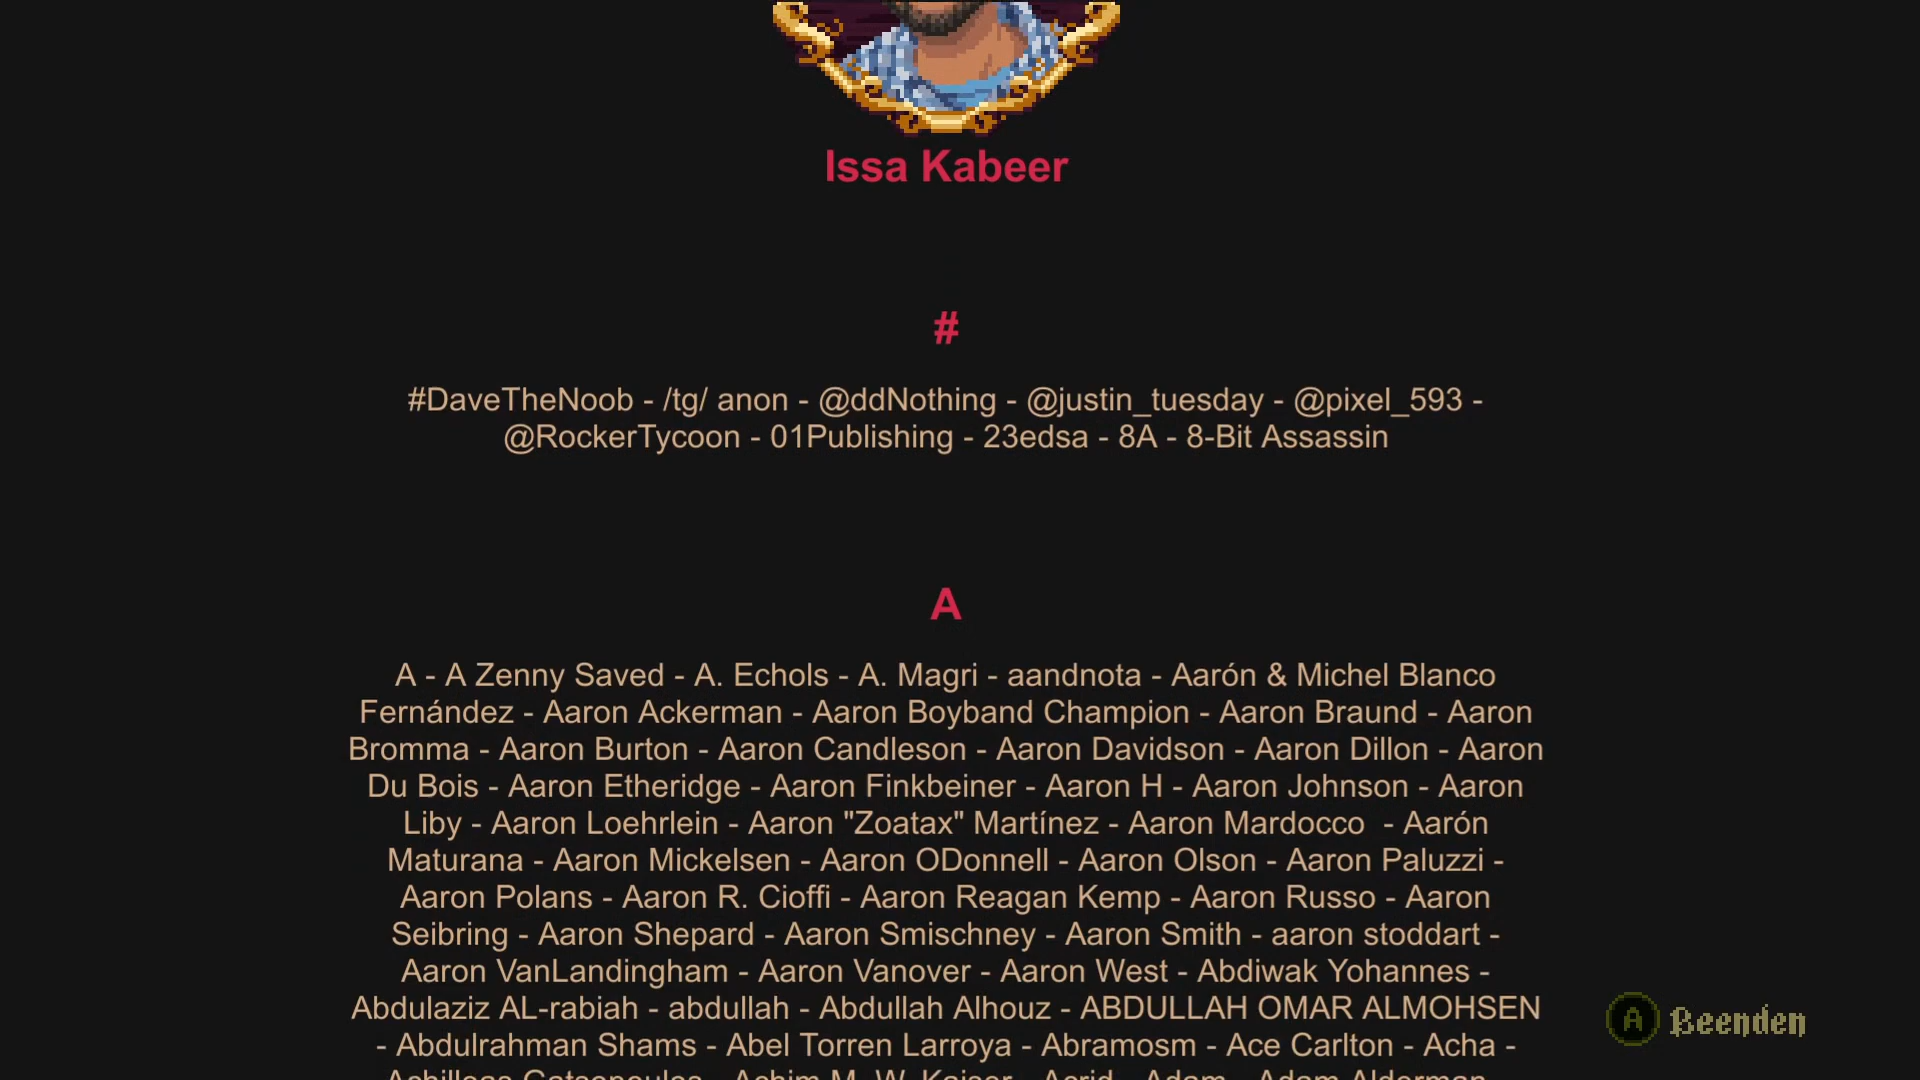 Issa Kabeer
#
#DaveTheNoob - /tg/ anon - @ddNothing - @justin_tuesday - @pixel_593 -
@RockerTycoon - 01Publishing - 23edsa - 8A - 8-Bit Assassin
A
A - A Zenny Saved - A. Echols - A. Magri - aandnota - Aarón & Michel Blanco
Fernández - Aaron Ackerman - Aaron Boyband Champion - Aaron Braund - Aaron
Bromma - Aaron Burton - Aaron Candleson - Aaron Davidson - Aaron Dillon - Aaron
Du Bois - Aaron Etheridge - Aaron Finkbeiner - Aaron H - Aaron Johnson - Aaron
Liby - Aaron Loehrlein - Aaron "Zoatax" Martínez - Aaron Mardocco  - Aarón
Maturana - Aaron Mickelsen - Aaron ODonnell - Aaron Olson - Aaron Paluzzi -
Aaron Polans - Aaron R. Cioffi - Aaron Reagan Kemp - Aaron Russo - Aaron
Seibring - Aaron Shepard - Aaron Smischney - Aaron Smith - aaron stoddart -
Aaron VanLandingham - Aaron Vanover - Aaron West - Abdiwak Yohannes -
Abdulaziz AL-rabiah - abdullah - Abdullah Alhouz - ABDULLAH OMAR ALMOHSEN
- Abdulrahman Shams - Abel Torren Larroya - Abramosm - Ace Carlton - Acha -
Achim M. W. Kaiser - Acrid - Adam - Adam Alderman
A Beenden